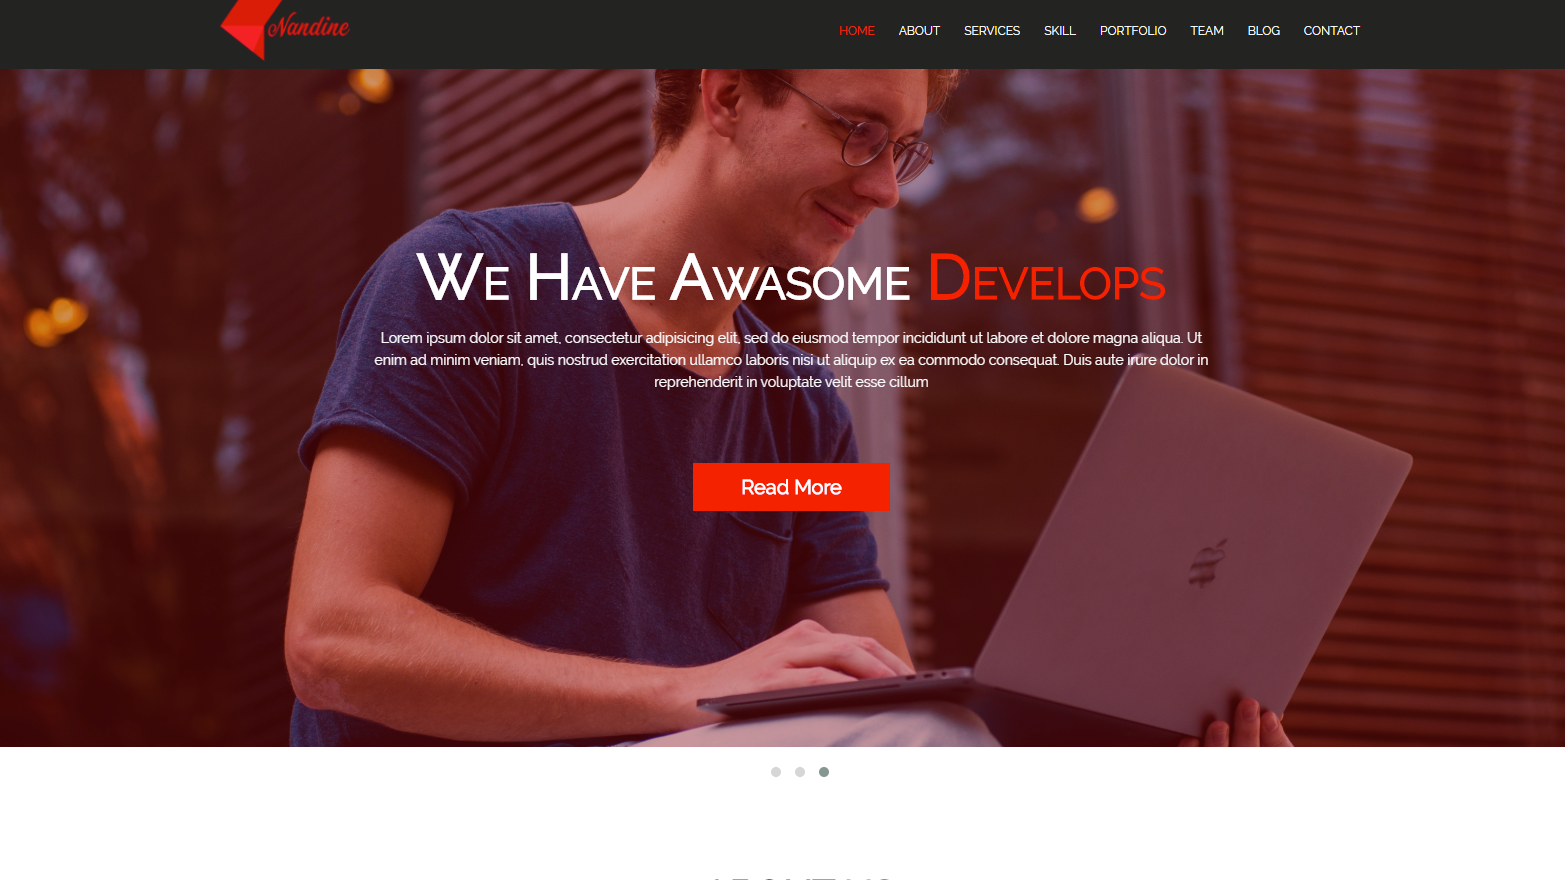 Nandine
HOME ABOUT SERVICES SKILL PORTFOLIO TEAM BLOG CONTACT
We Have Awasome Develops
Lorem ipsum dolor sit amet, consectetur adipisicing elit, sed do eiusmod tempor incididunt ut labore et dolore magna aliqua. Ut
enim ad minim veniam, quis nostrud exercitation ullamco laboris nisi ut aliquip ex ea commodo consequat. Duis aute irure dolor in
reprehenderit in voluptate velit esse cillum
Read More